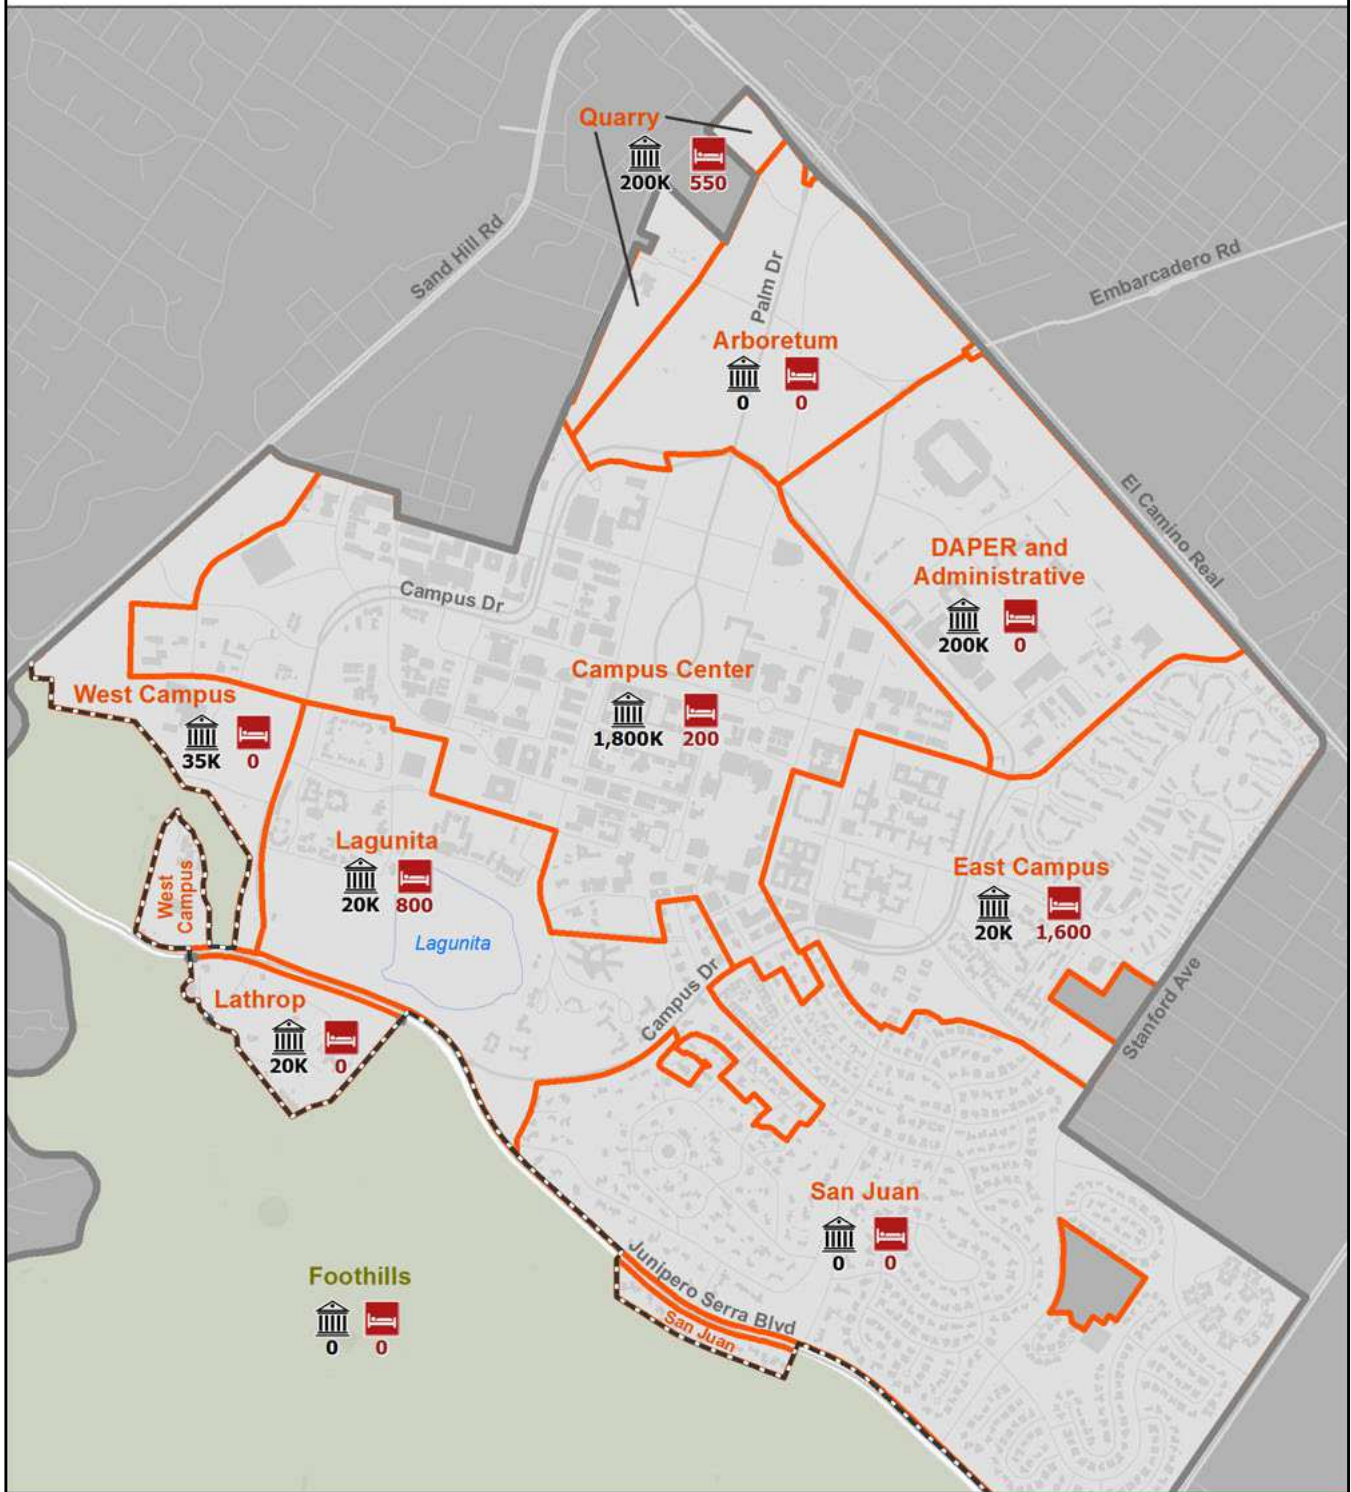 Quarry
200K 550
Sand Hill Rd
Palm Dr
Embarcadero Rd
Arboretum
0 0
El Camino Real
DAPER and
Administrative
200K 0
Campus Dr
Campus Center
1,800K 200
West Campus
35K 0
Lagunita
20K 800
East Campus
20K 1,600
West
Campus
Lagunita
Stanford Ave
Campus Dr
Lathrop
20K 0
San Juan
0 0
Junipero Serra Blvd
San Juan
Foothills
0 0